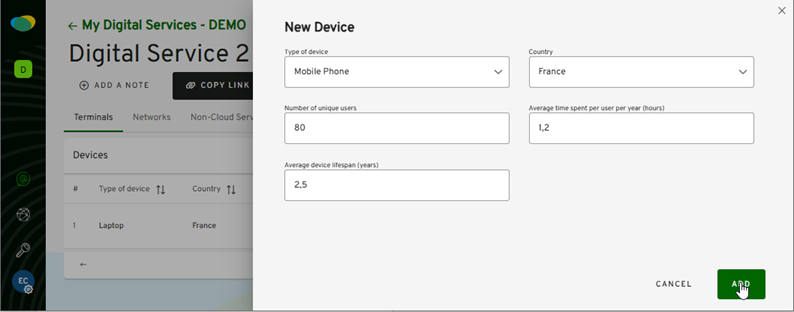 ← My Digital Services - DEMO
Digital Service 2
D
ADD A NOTE
COPY LINK
Terminals Networks Non-Cloud Serv
Devices
# Type of device Country
1 Laptop France
←
EC
New Device
Type of device Country
Mobile Phone France
Number of unique users Average time spent per user per year (hours)
80 1,2
Average device lifespan (years)
2,5
CANCEL ADD